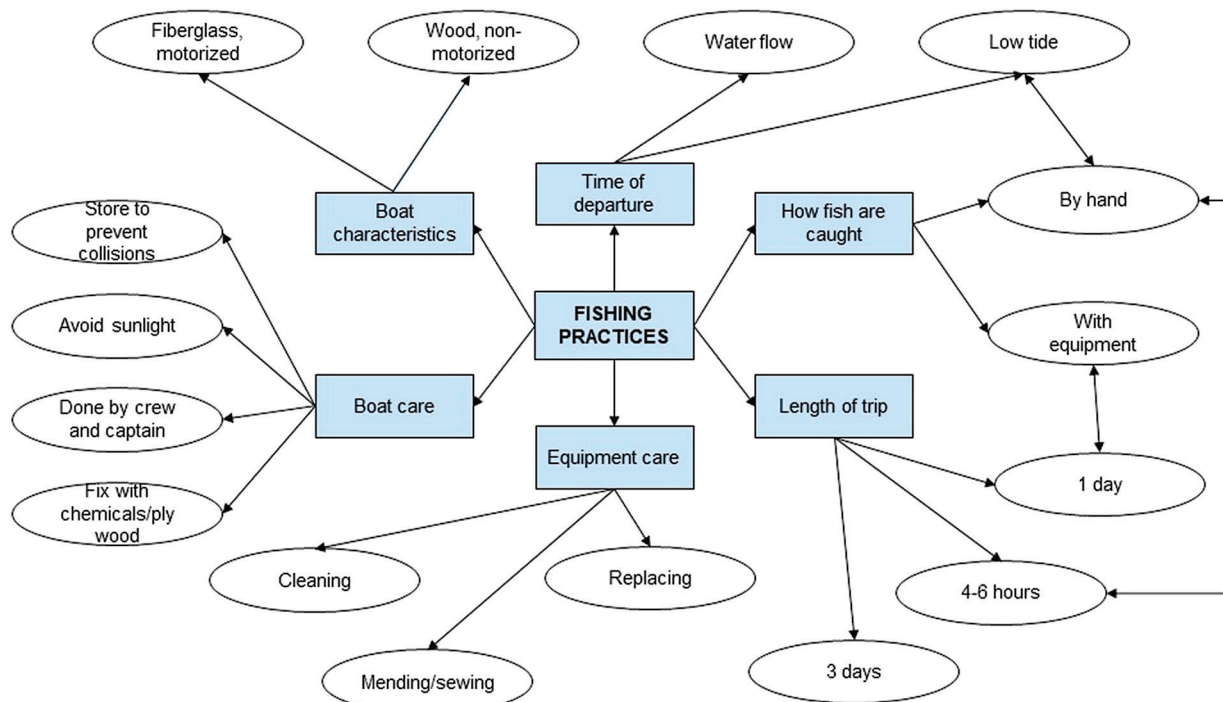 Fiberglass,
motorized
Wood, non-
motorized
Water flow
Low tide
Time of
departure
Boat
characteristics
How fish are
caught
By hand
Store to
prevent
collisions
FISHING
PRACTICES
Avoid sunlight
With
equipment
Boat care
Length of trip
Done by crew
and captain
Equipment care
1 day
Fix with
chemicals/ply
wood
Cleaning
Replacing
4-6 hours
Mending/sewing
3 days